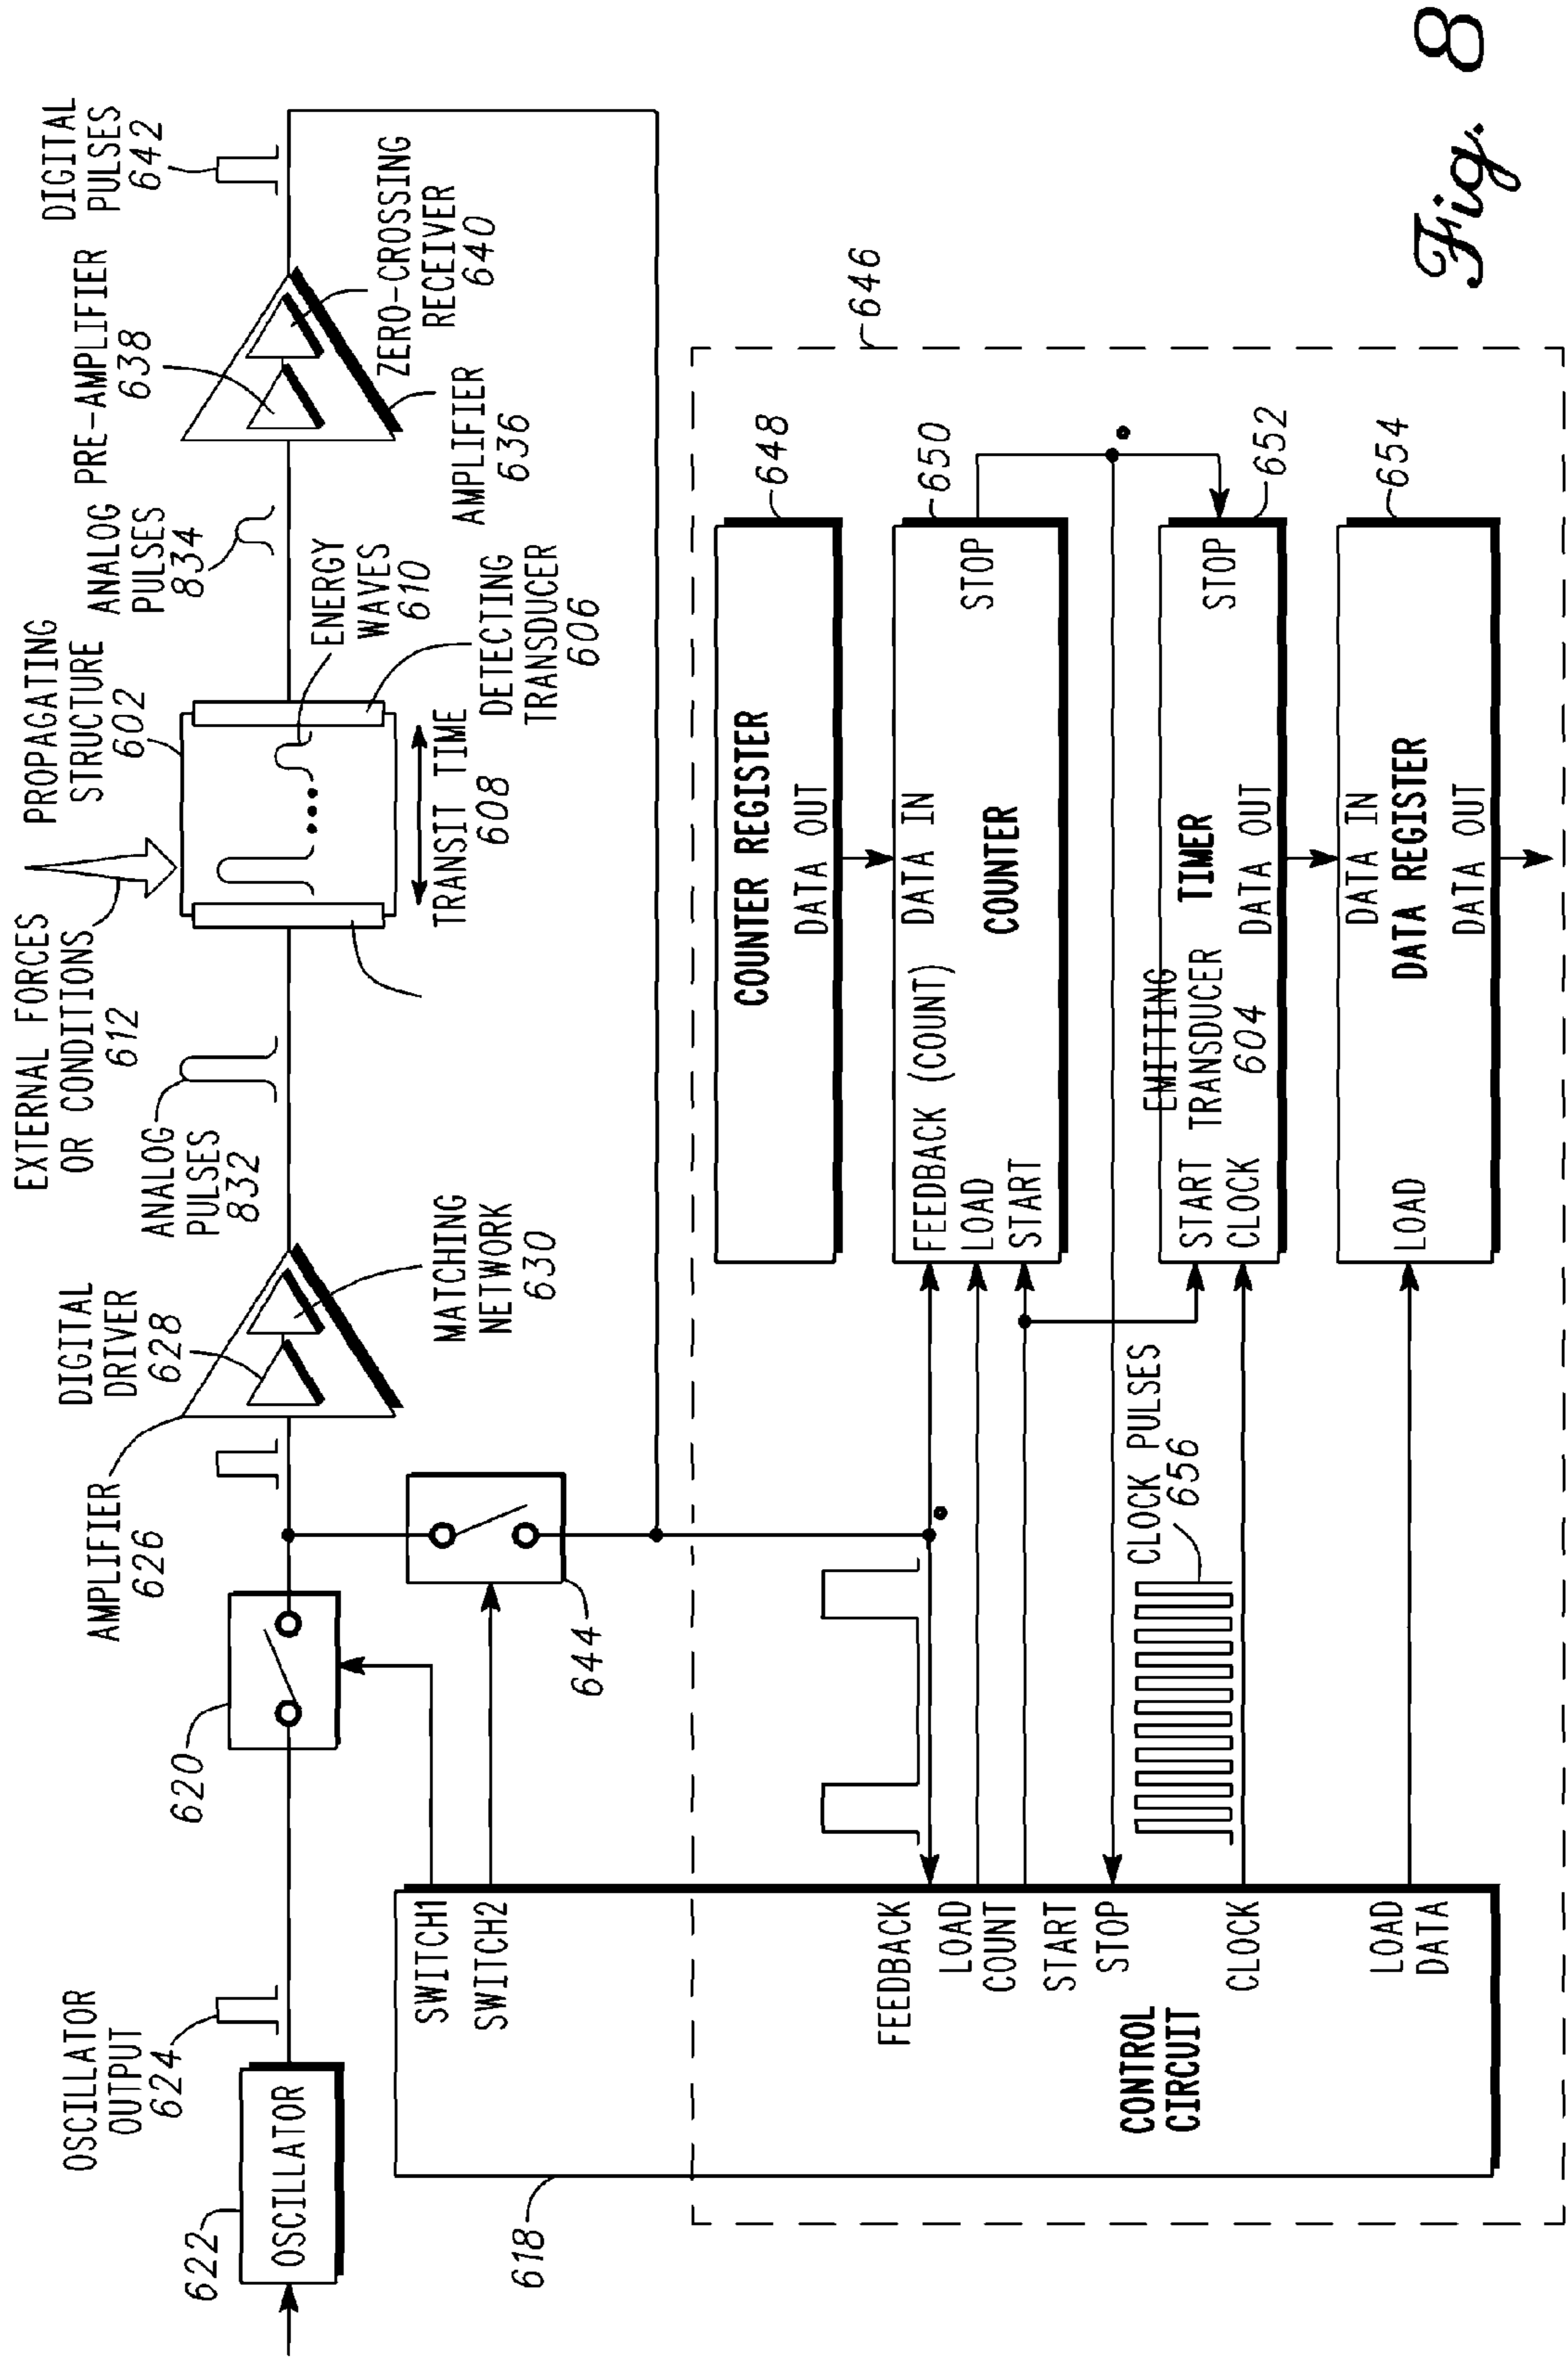 EXTERNAL FORCES
OR CONDITIONS
612
PROPAGATING
STRUCTURE
602
OSCILLATOR
OUTPUT
624
AMPLIFIER
626
DIGITAL
DRIVER
628
ANALOG
PULSES
832
ANALOG
PULSES
834
PRE-AMPLIFIER
638
DIGITAL
PULSES
642
622
OSCILLATOR
620
MATCHING
NETWORK
630
TRANSIT TIME
608
ENERGY
WAVES
610
DETECTING
TRANSDUCER
606
AMPLIFIER
636
ZERO-CROSSING
RECEIVER
640
644
618
SWITCH1
SWITCH2
FEEDBACK
LOAD
COUNT
START
STOP
CLOCK
LOAD
DATA
CONTROL
CIRCUIT
646
COUNTER REGISTER
DATA OUT
648
FEEDBACK (COUNT)
LOAD
START
DATA IN
COUNTER
STOP
650
CLOCK PULSES
656
EMITTING
TRANSDUCER
604
START
CLOCK
TIMER
DATA OUT
STOP
652
LOAD
DATA IN
DATA REGISTER
DATA OUT
654
Fig. 8